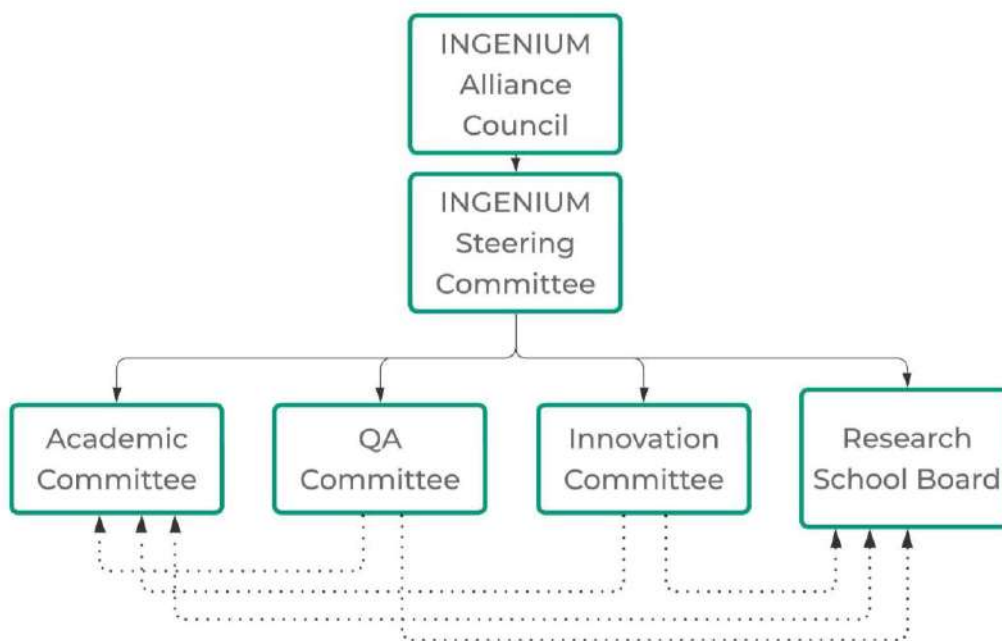 INGENIUM
Alliance
Council
INGENIUM
Steering
Committee
Academic
Committee
QA
Committee
Innovation
Committee
Research
School Board